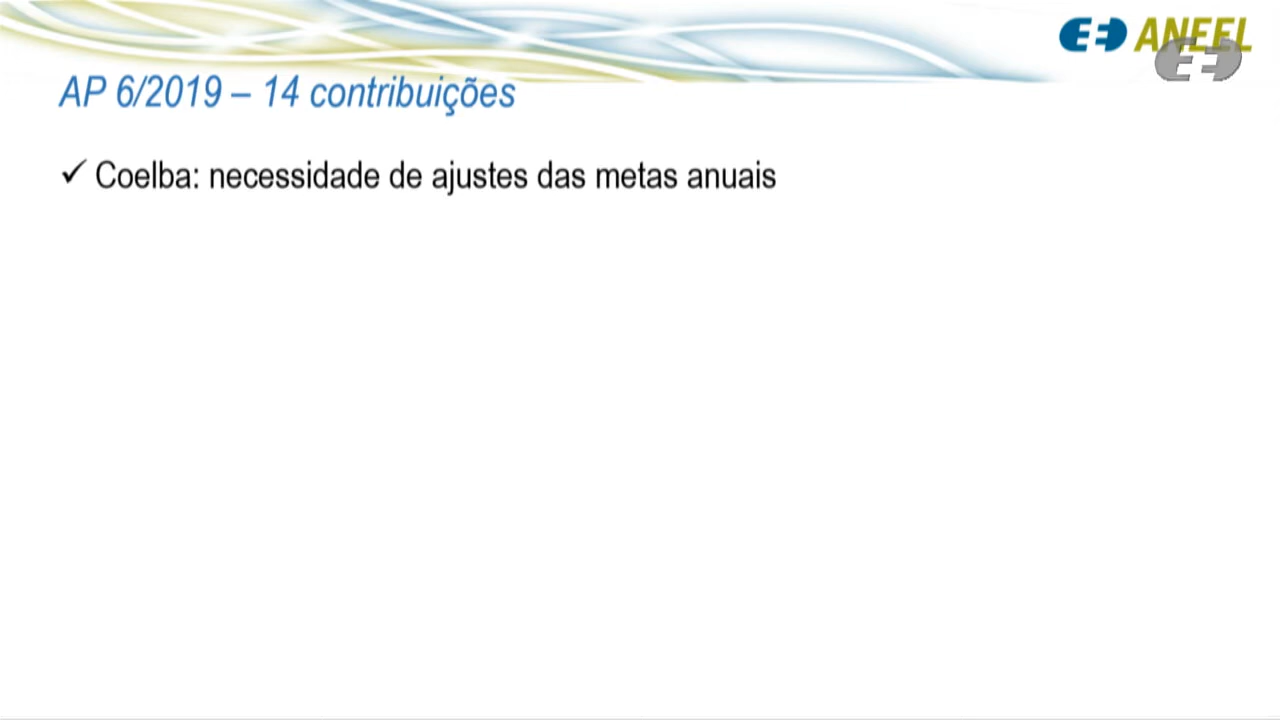 ANEEL
AP 6/2019 – 14 contribuições
✓ Coelba: necessidade de ajustes das metas anuais